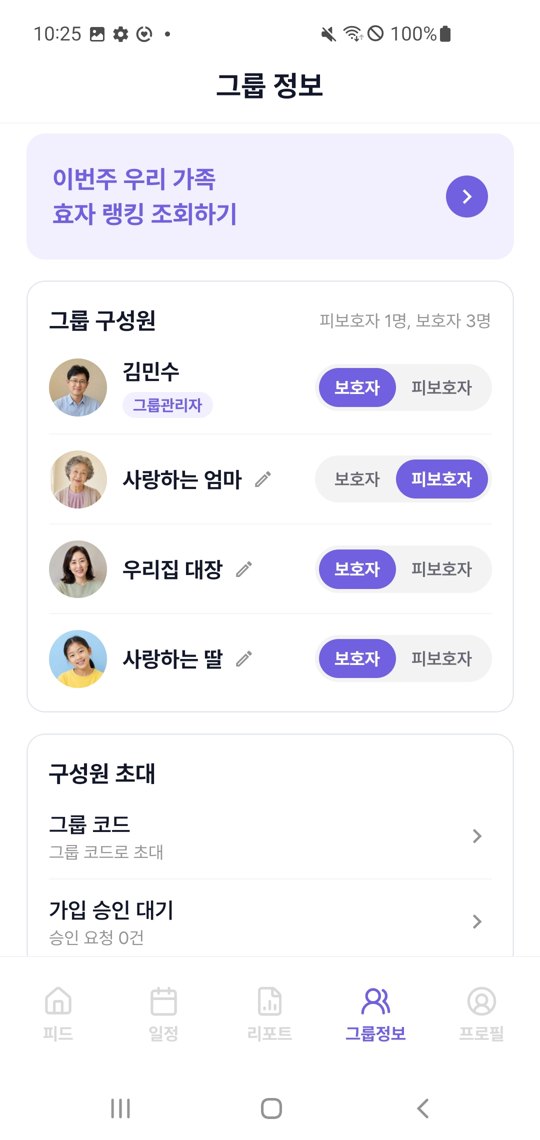 10:25
100%
그룹 정보
이번주 우리 가족
효자 랭킹 조회하기
그룹 구성원
피보호자 1명, 보호자 3명
김민수
그룹관리자
보호자 피보호자
사랑하는 엄마
보호자 피보호자
우리집 대장
보호자 피보호자
사랑하는 딸
보호자 피보호자
구성원 초대
그룹 코드
그룹 코드로 초대
가입 승인 대기
승인 요청 0건
피드 일정 리포트 그룹정보 프로필